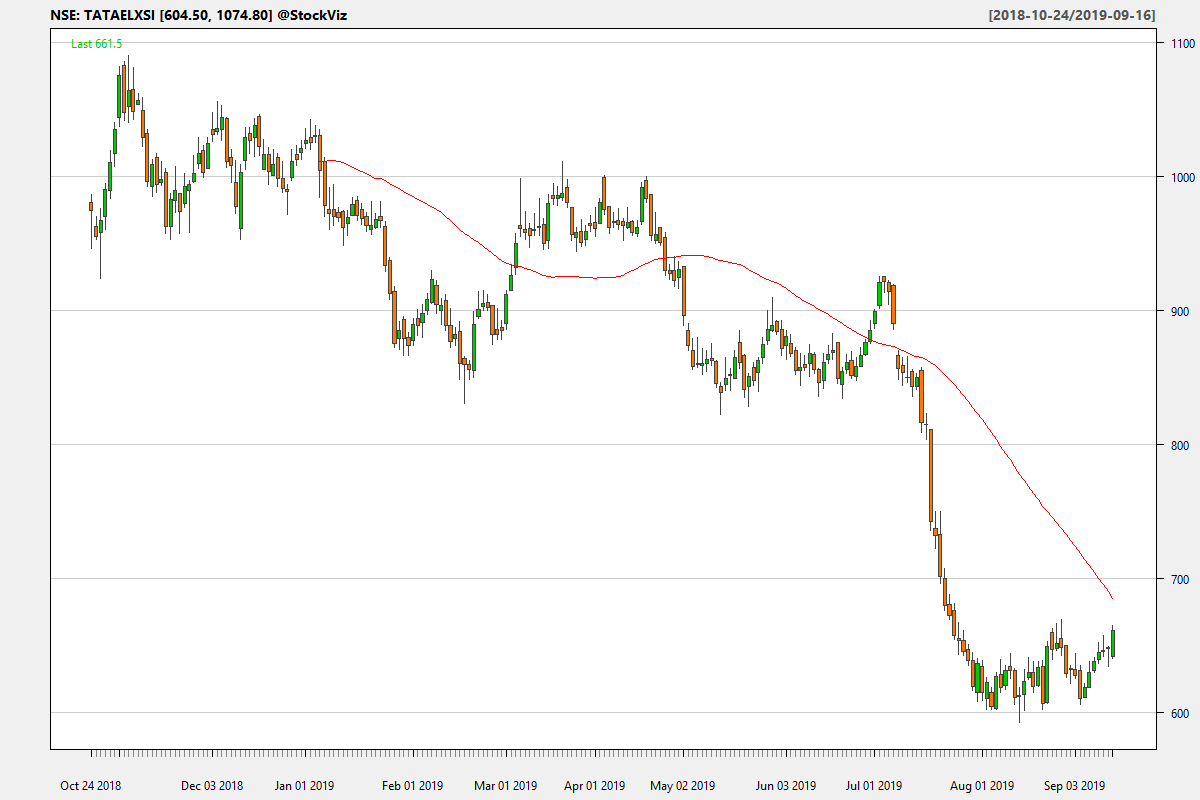 NSE: TATAELXSI [604.50, 1074.80] @StockViz
[2018-10-24/2019-09-16]
Last 661.5
1100
1000
900
800
700
600
Oct 24 2018
Dec 03 2018
Jan 01 2019
Feb 01 2019
Mar 01 2019
Apr 01 2019
May 02 2019
Jun 03 2019
Jul 01 2019
Aug 01 2019
Sep 03 2019